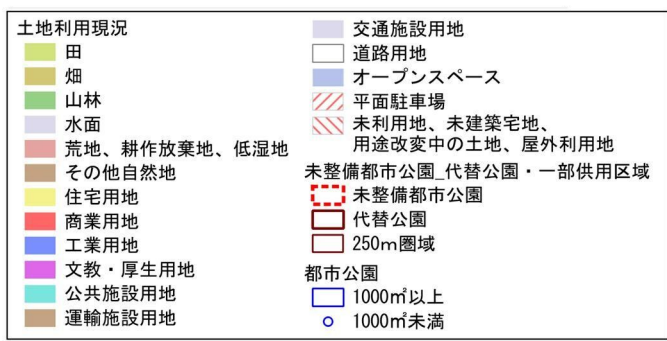 土地利用現況
田
畑
山林
水面
荒地、耕作放棄地、低湿地
その他自然地
住宅用地
商業用地
工業用地
文教・厚生用地
公共施設用地
運輸施設用地
交通施設用地
道路用地
オープンスペース
平面駐車場
未利用地、未建築宅地、
用途改変中の土地、屋外利用地
未整備都市公園_代替公園・一部供用区域
未整備都市公園
代替公園
250m圏域
都市公園
1000㎡以上
1000㎡未満